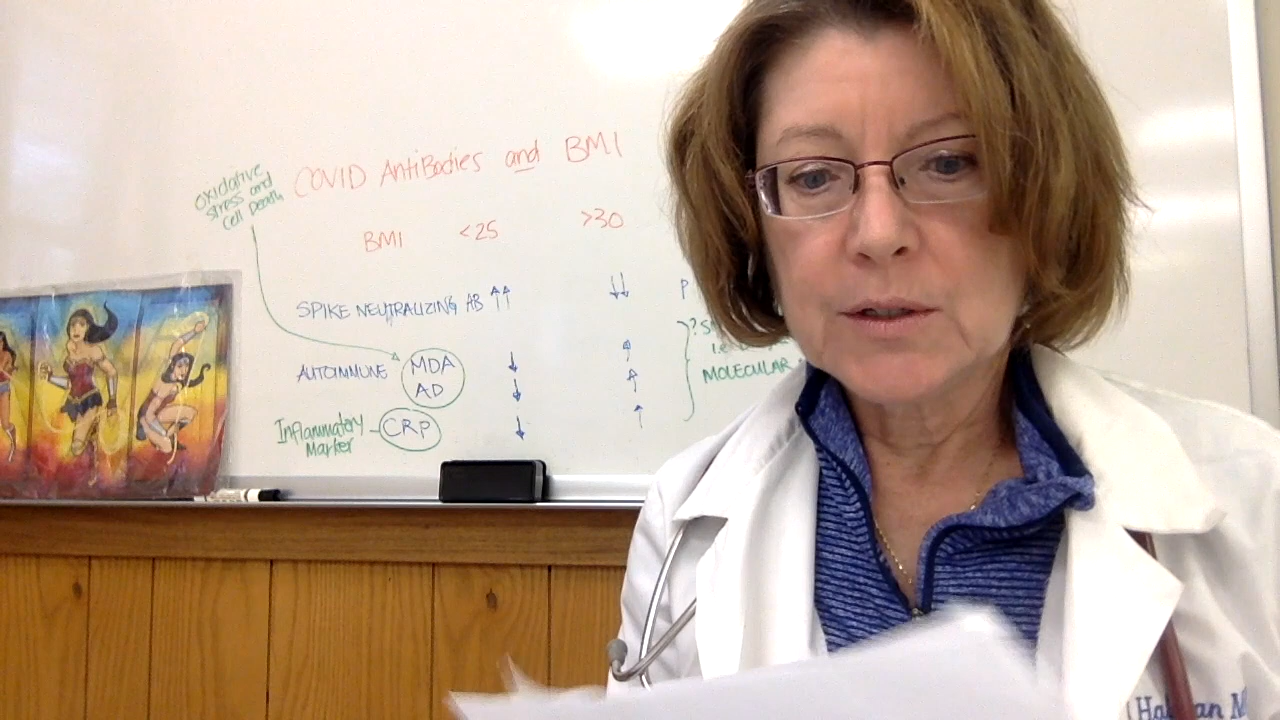 COVID AntiBodies and BMI
Oxidative
stress and
Cell Death
BMI <25 >30
SPIKE NEUTRALIZING AB ↑↑ ↓↓ P
AUTOIMMUNE MDA ↓ ↑
AD ↓ ↑
Inflammatory
Marker
CRP ↓ ↑
?S
i.e
MOLECULAR